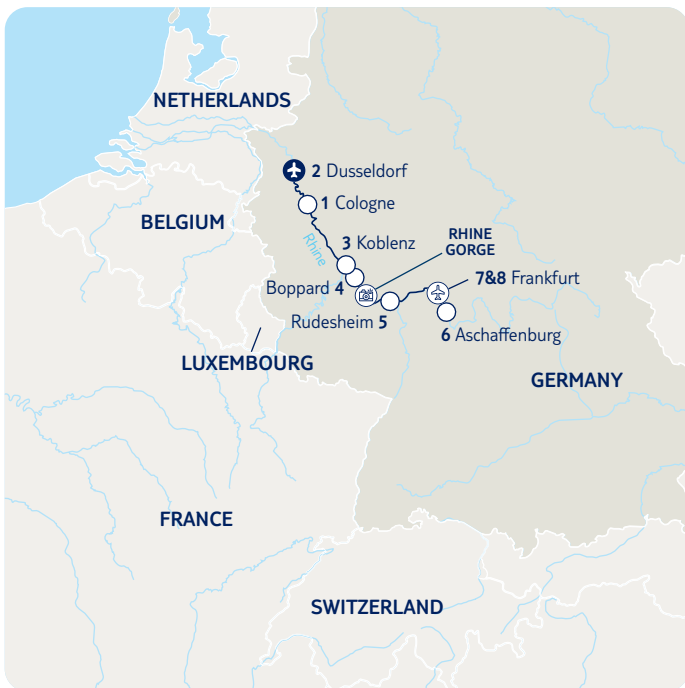 NETHERLANDS
2 Dusseldorf
1 Cologne
BELGIUM
RHINE
GORGE
3 Koblenz
Rhine
7&8 Frankfurt
Boppard 4
Rudesheim 5
6 Aschaffenburg
LUXEMBOURG
GERMANY
FRANCE
SWITZERLAND